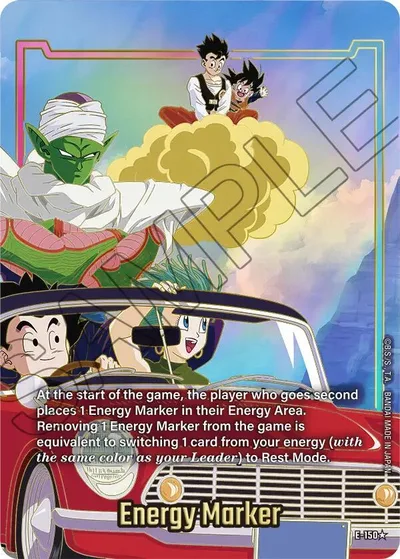 SAMPLE
At the start of the game, the player who goes second
places 1 Energy Marker in their Energy Area.
Removing 1 Energy Marker from the game is
equivalent to switching 1 card from your energy (with
the same color as your Leader) to Rest Mode.
Energy Marker
E-150☆
©B.S./S.,T.A. BANDAI MADE IN JAPAN